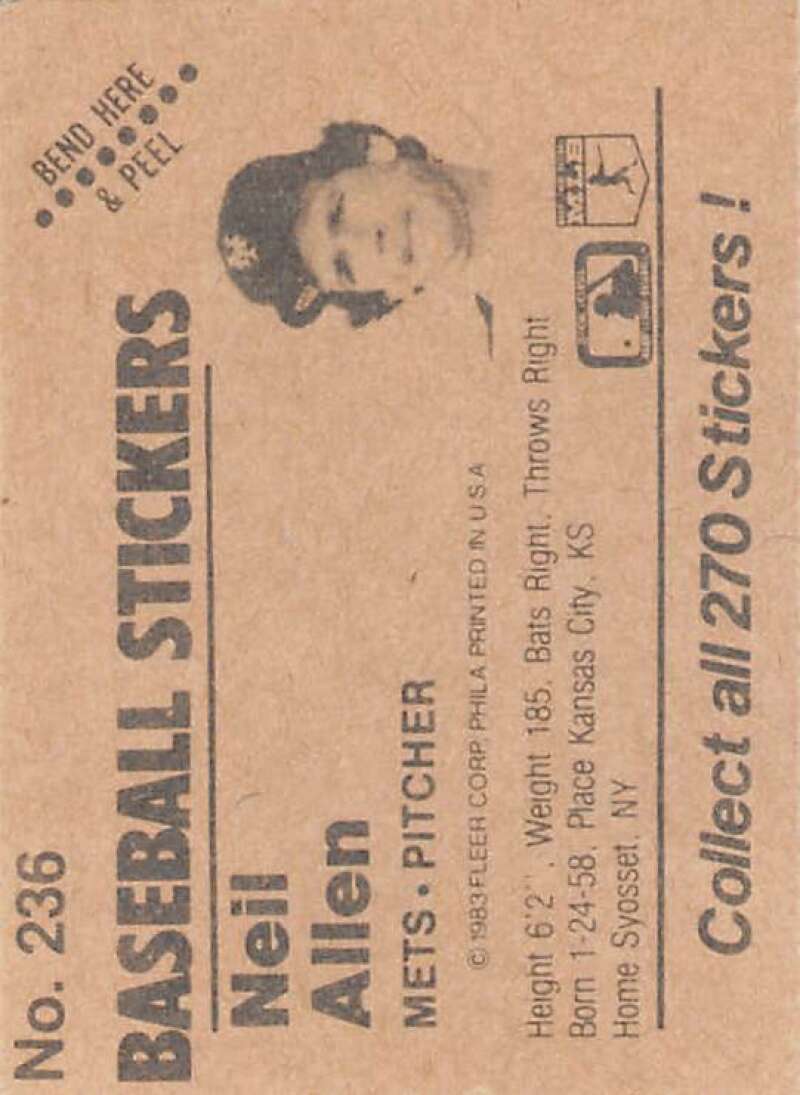 No. 236
BEND HERE
& PEEL
BASEBALL STICKERS
Neil
Allen
METS • PITCHER
© 1983 FLEER CORP, PHILA PRINTED IN U S A
Height 6'2". Weight 185. Bats Right. Throws Right
Born 1-24-58. Place Kansas City, KS
Home Syosset, NY
Collect all 270 Stickers!